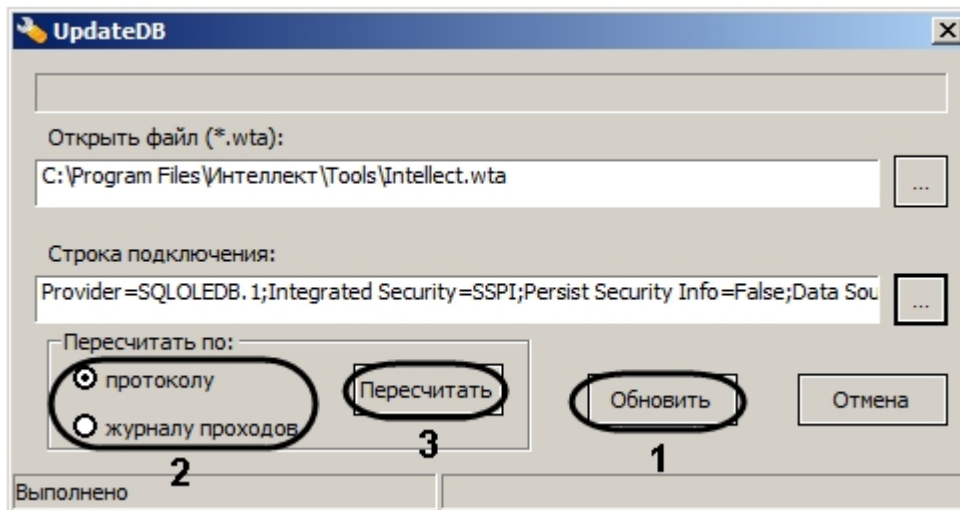 UpdateDB
Открыть файл (*.wta):
C:\Program Files\Интеллект\Tools\Intellect.wta
...
Строка подключения:
Provider=SQLOLEDB.1;Integrated Security=SSPI;Persist Security Info=False;Data Sou
...
Пересчитать по:
протоколу
журналу проходов
Пересчитать
Обновить
Отмена
2
3
1
Выполнено